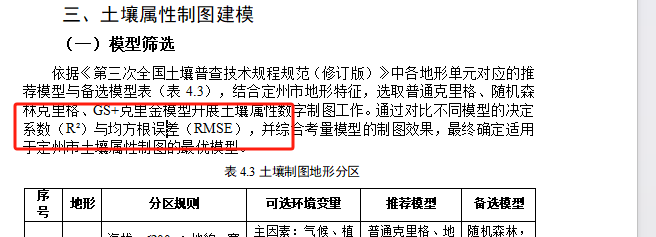 三、土壤属性制图建模
（一）模型筛选
依据《第三次全国土壤普查技术规程规范（修订版）》中各地形单元对应的推
荐模型与备选模型表（表 4.3），结合定州市地形特征，选取普通克里格、随机森
林克里格、GS+克里金模型开展土壤属性数字制图工作。通过对比不同模型的决定
系数（R²）与均方根误差（RMSE），并综合考量模型的制图效果，最终确定适用
于定州市土壤属性制图的最优模型。
表 4.3 土壤制图地形分区
序号 地形 分区规则 可选环境变量 推荐模型 备选模型
主因素：气候、植 普通克里格、地 随机森林，